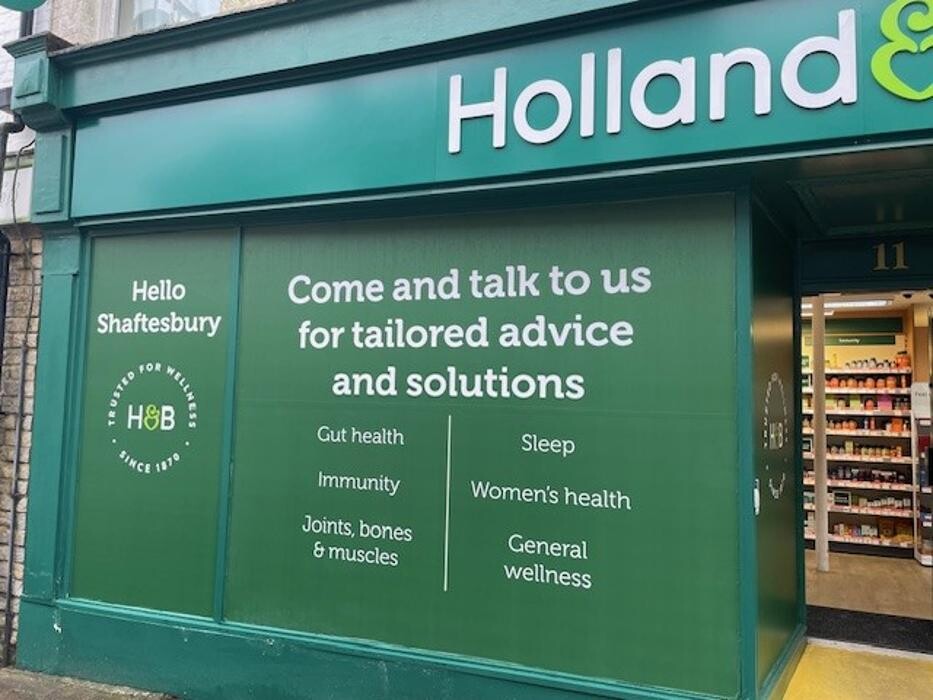 Holland &
11
Hello
Shaftesbury
TRUSTED FOR WELLNESS
H&B
SINCE 1870
Come and talk to us
for tailored advice
and solutions
Gut health
Immunity
Joints, bones
& muscles
Sleep
Women's health
General
wellness
H&B
Immunity